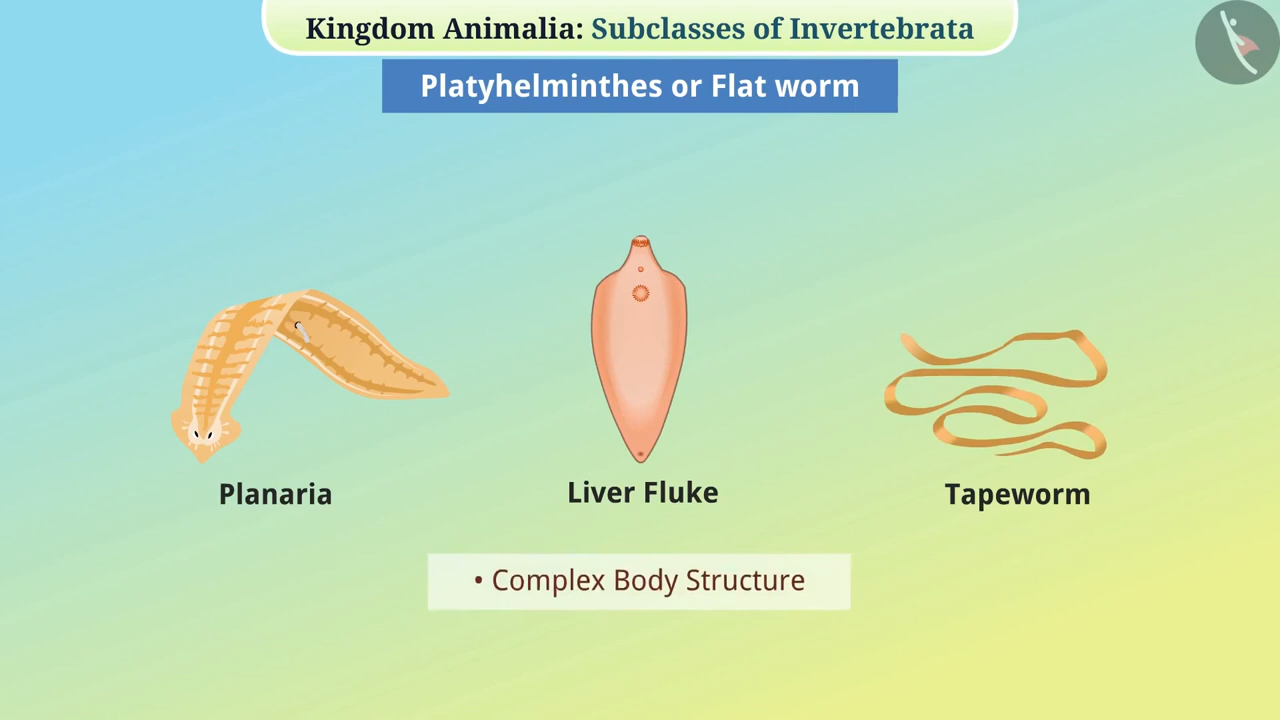 Kingdom Animalia: Subclasses of Invertebrata
Platyhelminthes or Flat worm
Planaria
Liver Fluke
Tapeworm
• Complex Body Structure